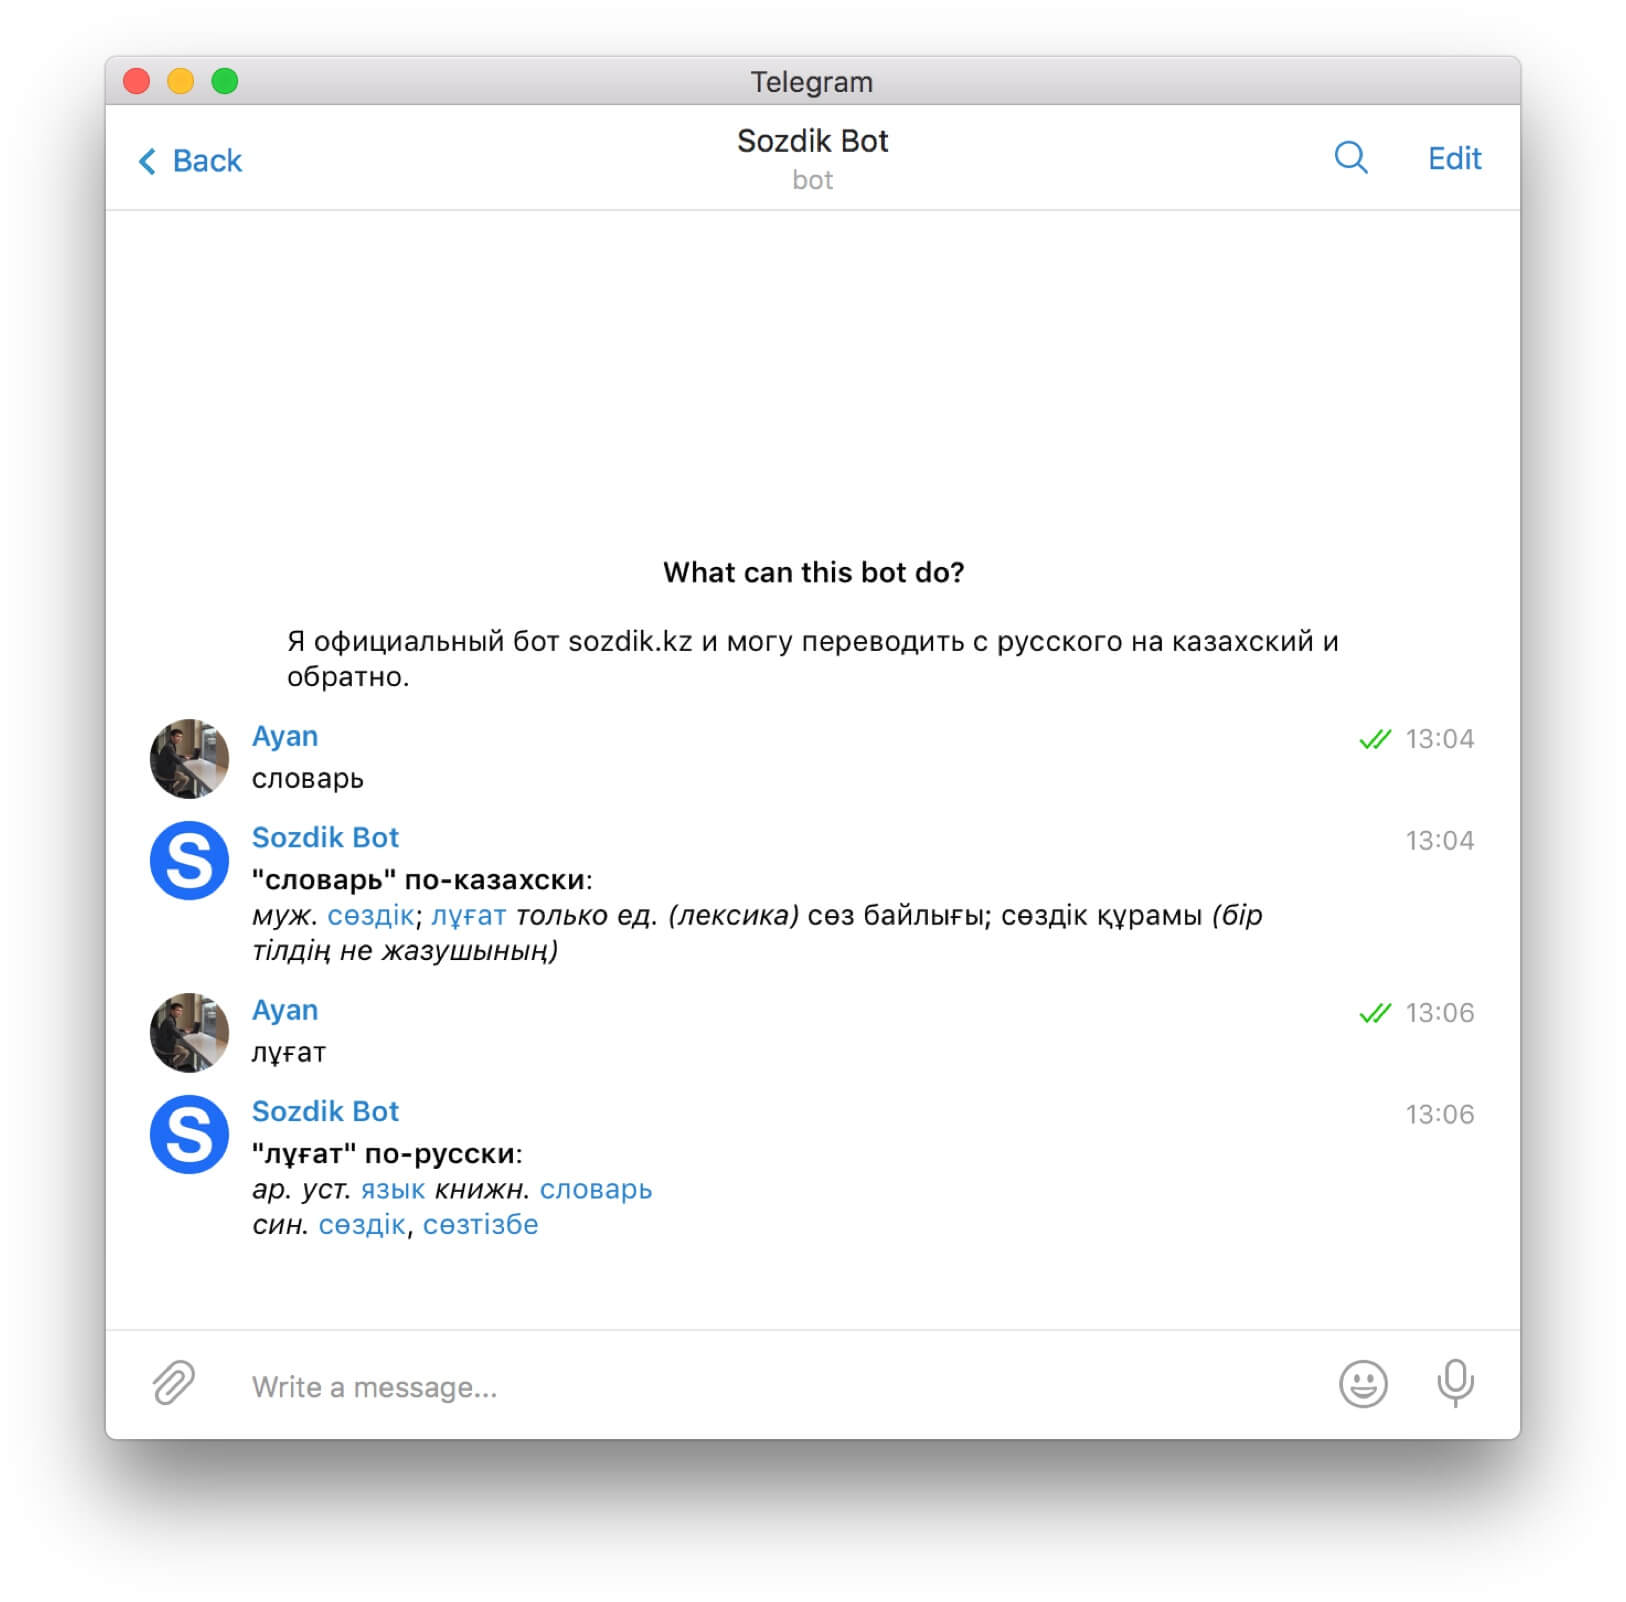 Telegram
Back
Sozdik Bot
bot
Edit
What can this bot do?
Я официальный бот sozdik.kz и могу переводить с русского на казахский и
обратно.
Ayan
13:04
словарь
S
Sozdik Bot
13:04
"словарь" по-казахски:
муж. сөздік; лұғат только ед. (лексика) сөз байлығы; сөздік құрамы (бір
тілдің не жазушының)
Ayan
13:06
лұғат
S
Sozdik Bot
13:06
"лұғат" по-русски:
ар. уст. язык книжн. словарь
син. сөздік, сөзтізбе
Write a message...